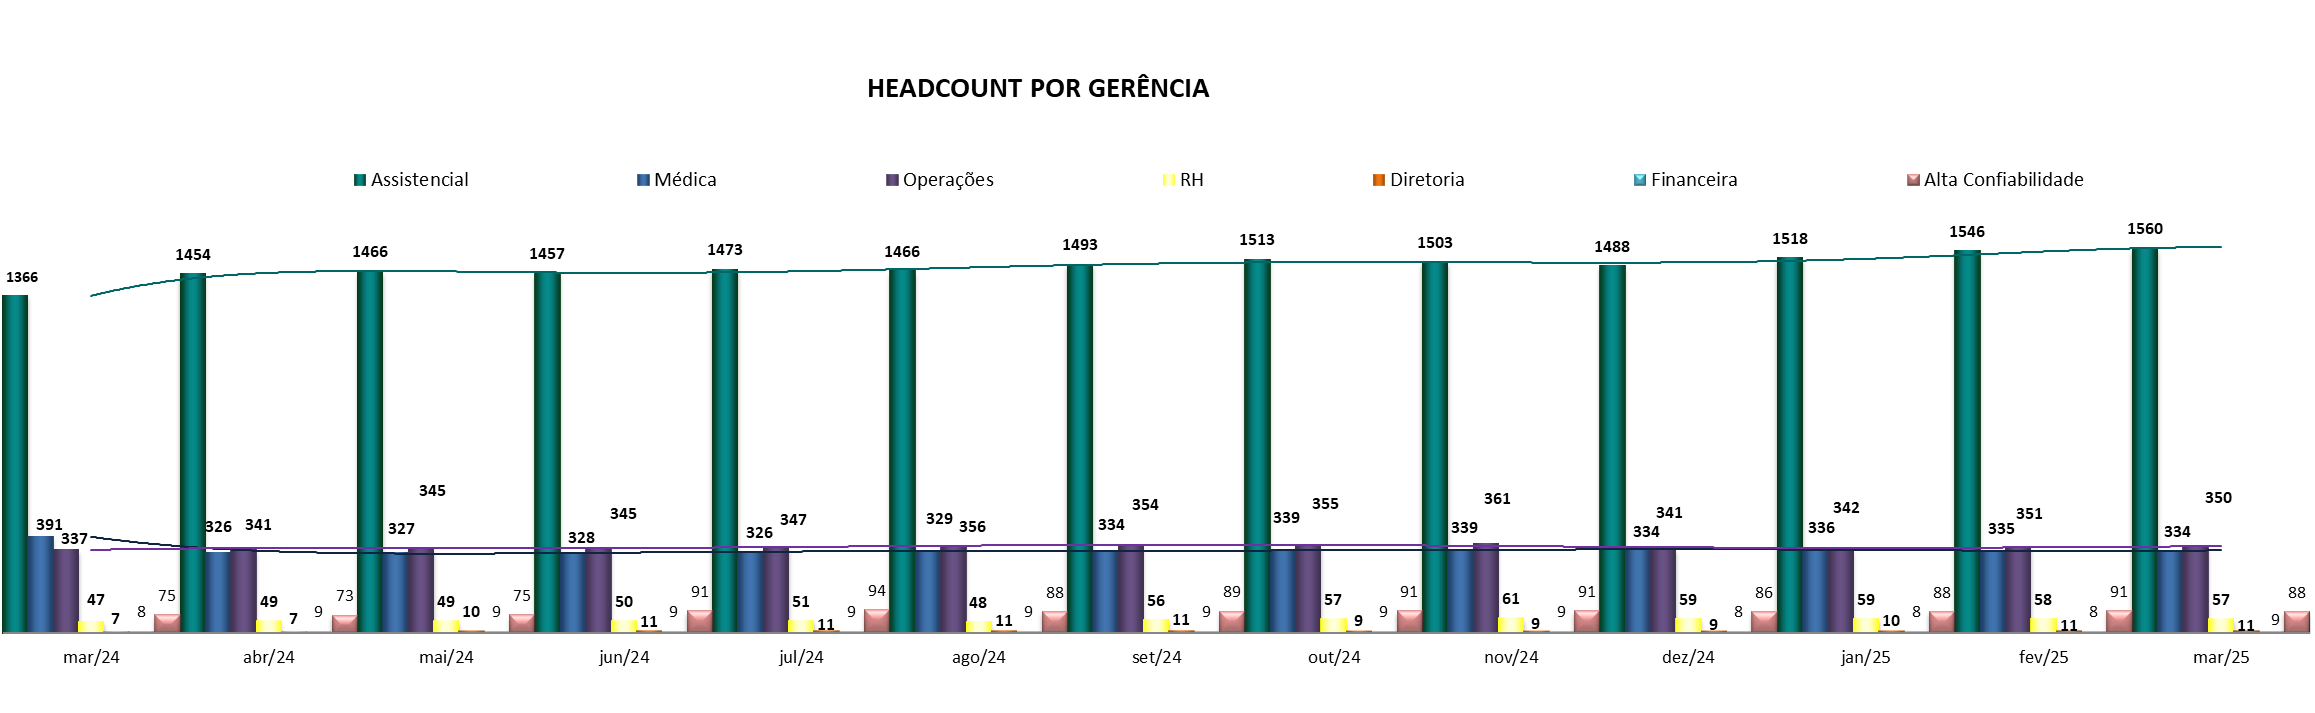 HEADCOUNT POR GERÊNCIA
Assistencial Médica Operações RH Diretoria Financeira Alta Confiabilidade
1366 391 337 47 7 8 75
1454 326 341 49 7 9 73
1466 327 345 49 10 9 75
1457 328 345 50 11 9 91
1473 326 347 51 11 9 94
1466 329 356 48 11 9 88
1493 334 354 56 11 9 89
1513 339 355 57 9 9 91
1503 339 361 61 9 9 91
1488 334 341 59 9 8 86
1518 336 342 59 10 8 88
1546 335 351 58 11 8 91
1560 334 350 57 11 9 88
mar/24 abr/24 mai/24 jun/24 jul/24 ago/24 set/24 out/24 nov/24 dez/24 jan/25 fev/25 mar/25